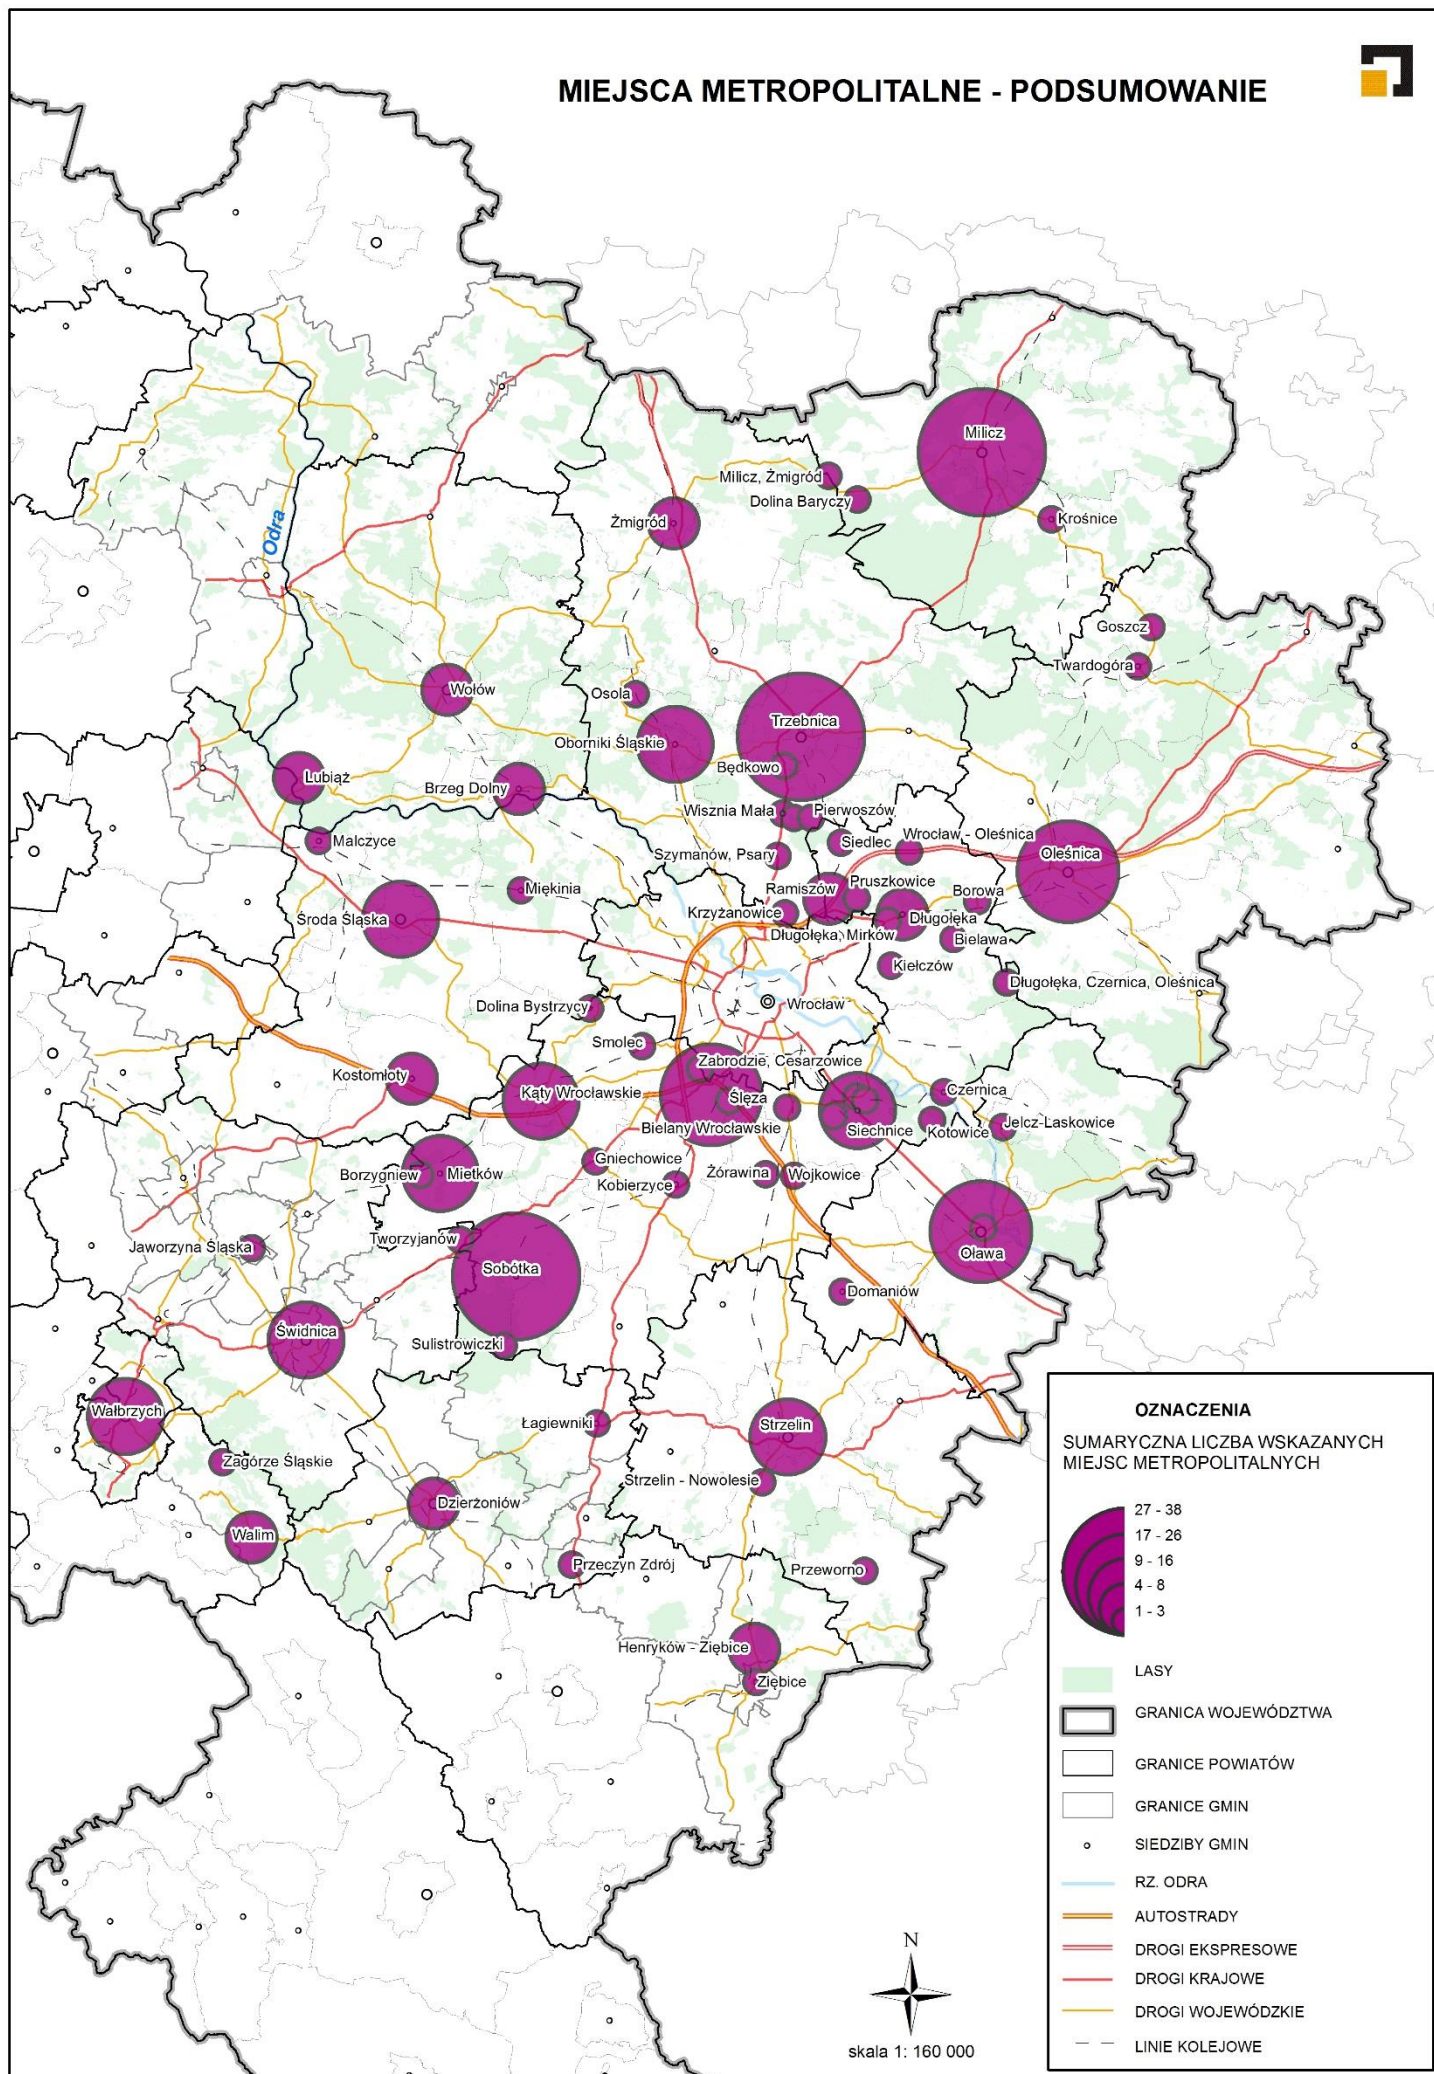 MIEJSCA METROPOLITALNE - PODSUMOWANIE
Milicz
Milicz, Żmigród
Dolina Baryczy
Żmigród
Krośnice
Odra
Goszcz
Twardogóra
Wołów
Osola
Trzebnica
Oborniki Śląskie
Będkowo
Lubiąż
Brzeg Dolny
Wisznia Mała
Pierwoszów
Malczyce
Siedlec
Wrocław - Oleśnica
Szymanów, Psary
Oleśnica
Miękinia
Ramiszów
Pruszkowice
Borowa
Środa Śląska
Krzyżanowice
Długołęka
Długołęka, Mirków
Bielawa
Kiełczów
Długołęka, Czernica, Oleśnica
Dolina Bystrzycy
Wrocław
Smolec
Zabrodzie, Cesarzowice
Kostomłoty
Kąty Wrocławskie
Ślęza
Czernica
Bielany Wrocławskie
Siechnice
Kotowice
Jelcz-Laskowice
Gniechowice
Borzygniew
Mietków
Kobierzyce
Żórawina
Wojkowice
Tworzyjanów
Jaworzyna Śląska
Sobótka
Oława
Domaniów
Świdnica
Sulistrowiczki
Wałbrzych
Łagiewniki
Strzelin
Zagórze Śląskie
Strzelin - Nowolesie
Dzierżoniów
Walim
Przeczyn Zdrój
Przeworno
Henryków - Ziębice
Ziębice
OZNACZENIA
SUMARYCZNA LICZBA WSKAZANYCH
MIEJSC METROPOLITALNYCH
27 - 38
17 - 26
9 - 16
4 - 8
1 - 3
LASY
GRANICA WOJEWÓDZTWA
GRANICE POWIATÓW
GRANICE GMIN
SIEDZIBY GMIN
RZ. ODRA
AUTOSTRADY
DROGI EKSPRESOWE
DROGI KRAJOWE
DROGI WOJEWÓDZKIE
LINIE KOLEJOWE
N
skala 1: 160 000